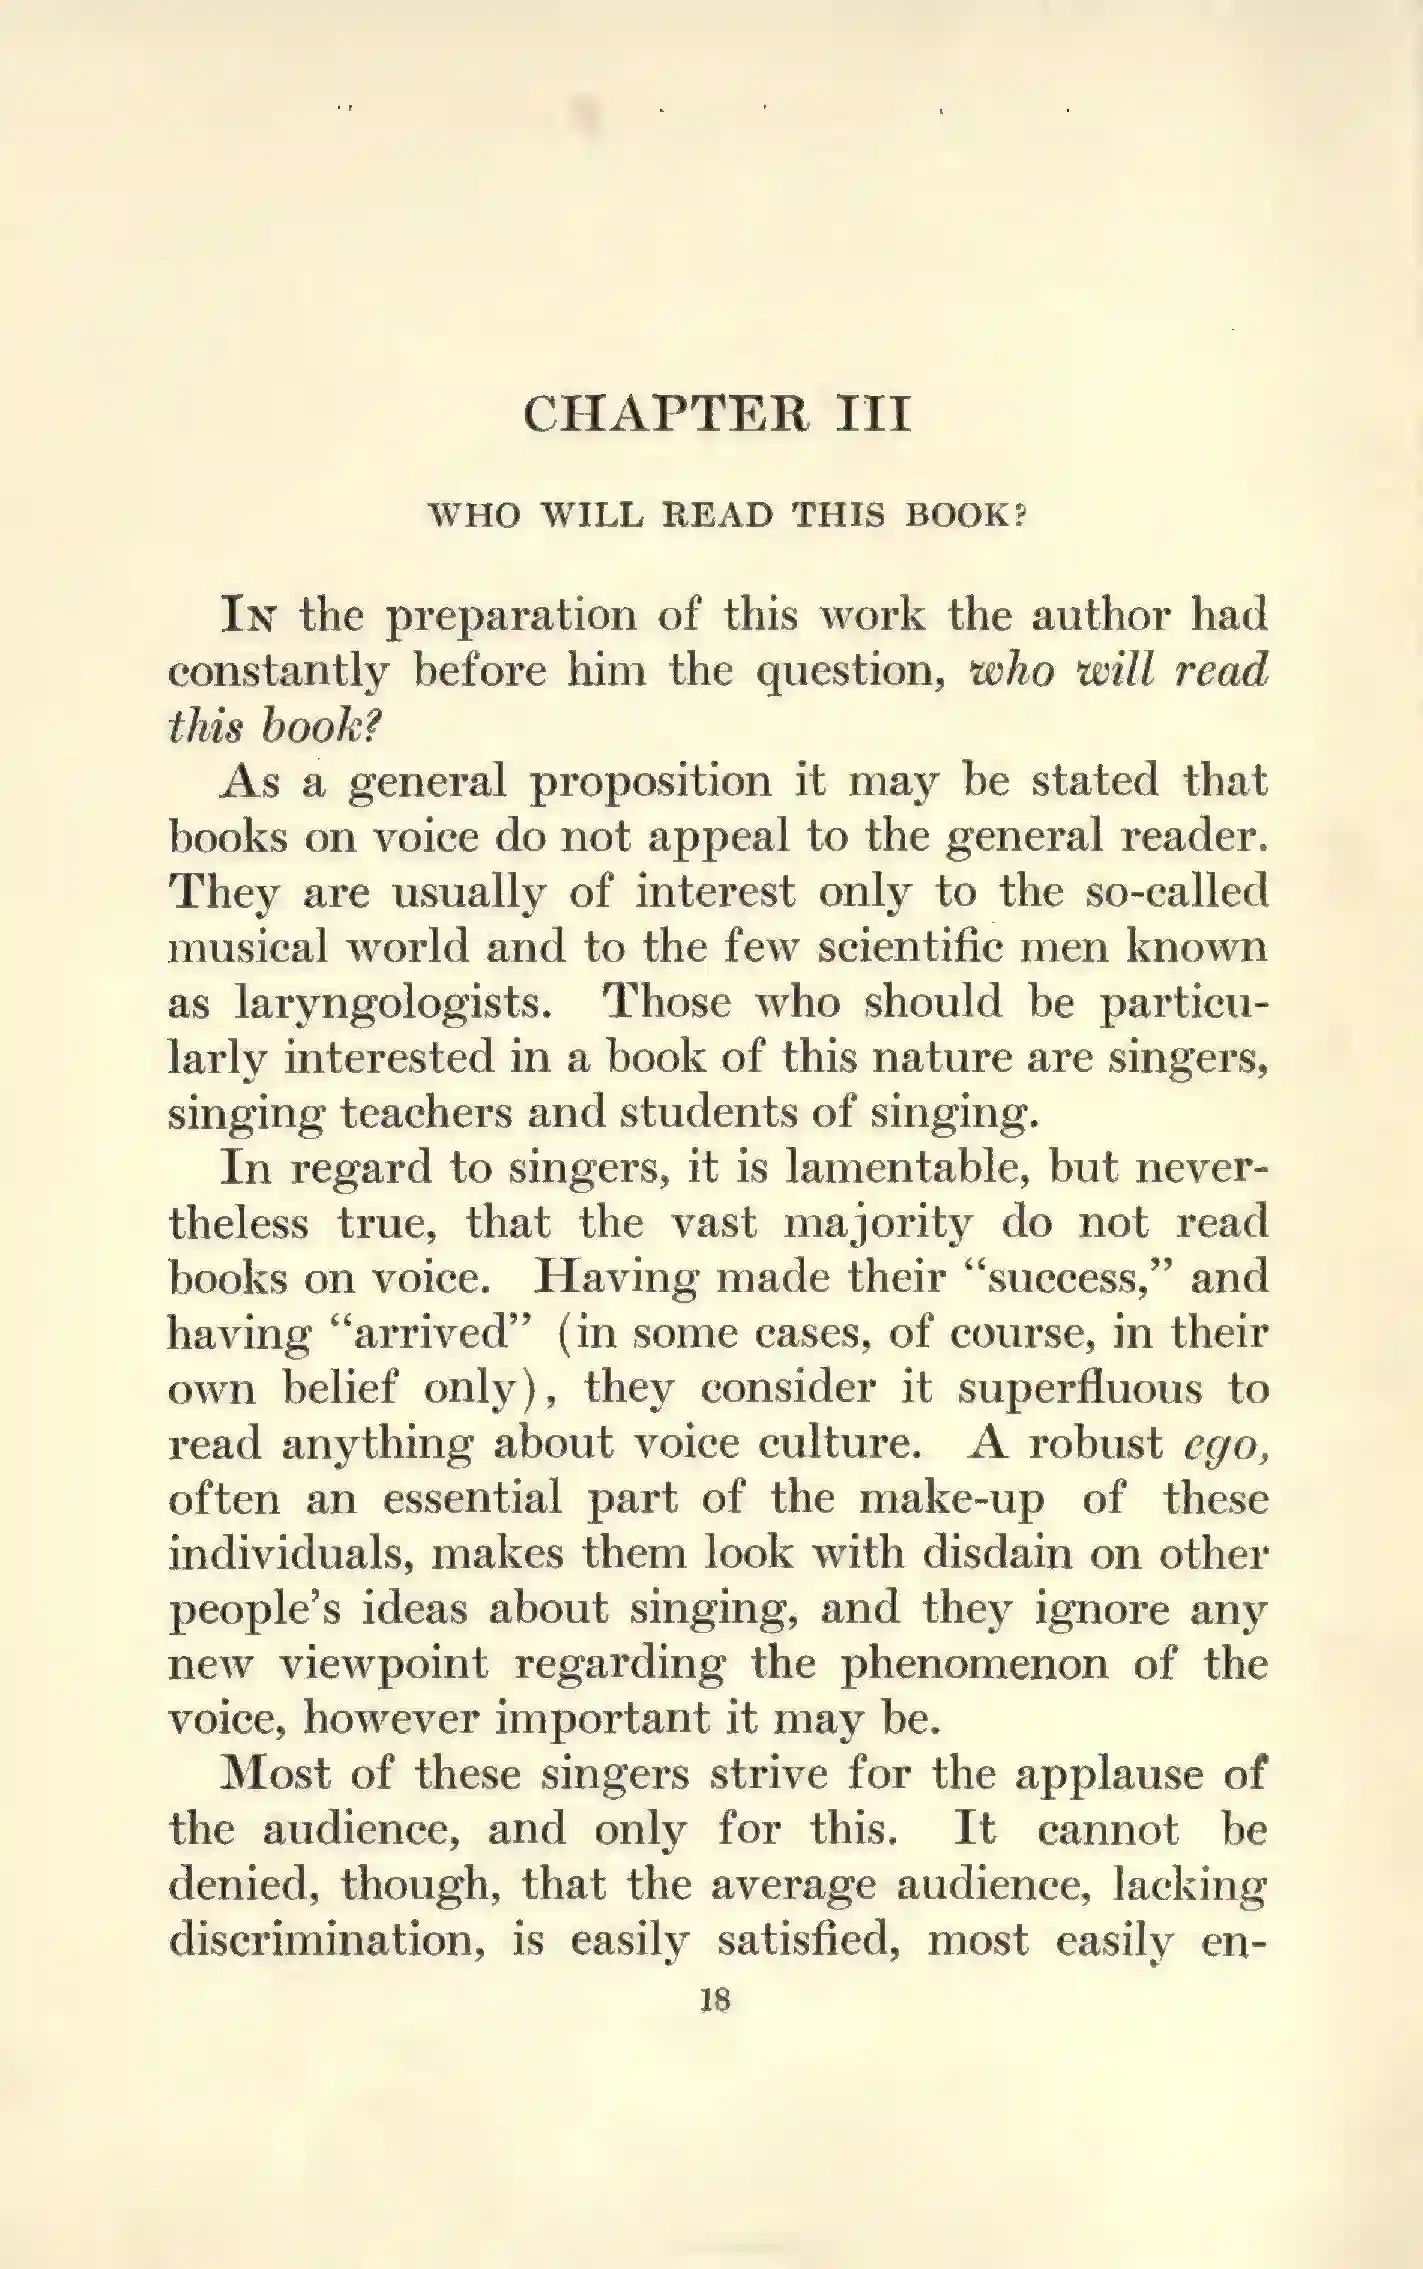 CHAPTER III
WHO WILL READ THIS BOOK?
In the preparation of this work the author had
constantly before him the question, who will read
this book?
As a general proposition it may be stated that
books on voice do not appeal to the general reader.
They are usually of interest only to the so-called
musical world and to the few scientific men known
as laryngologists. Those who should be particu-
larly interested in a book of this nature are singers,
singing teachers and students of singing.
In regard to singers, it is lamentable, but never-
theless true, that the vast majority do not read
books on voice. Having made their “success,” and
having “arrived” (in some cases, of course, in their
own belief only), they consider it superfluous to
read anything about voice culture. A robust ego,
often an essential part of the make-up of these
individuals, makes them look with disdain on other
people’s ideas about singing, and they ignore any
new viewpoint regarding the phenomenon of the
voice, however important it may be.
Most of these singers strive for the applause of
the audience, and only for this. It cannot be
denied, though, that the average audience, lacking
discrimination, is easily satisfied, most easily en-
18